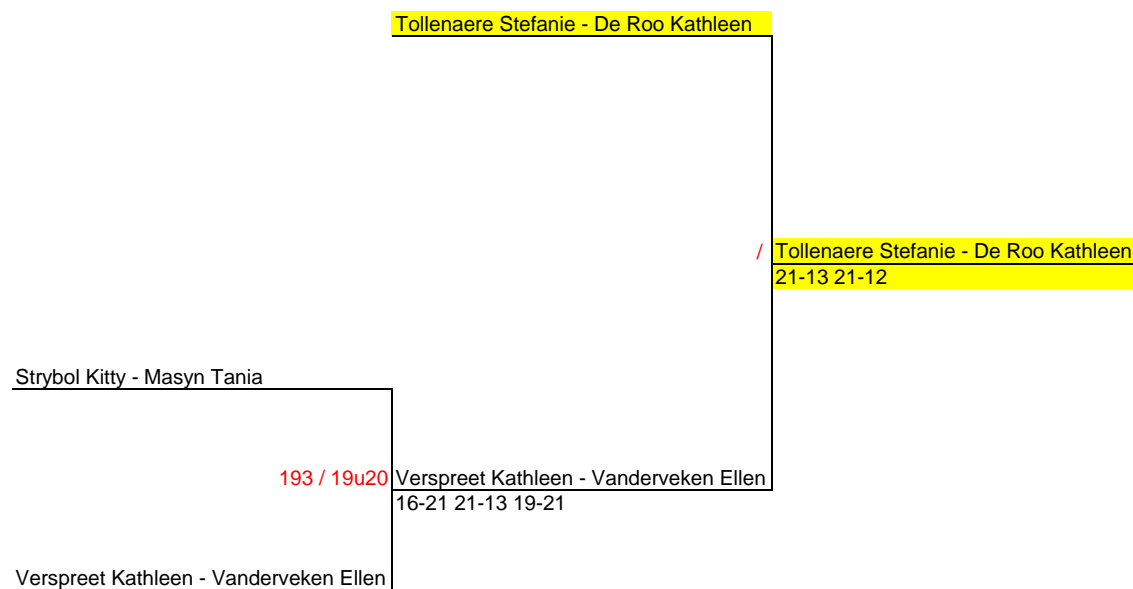 Tollenaere Stefanie - De Roo Kathleen
/ Tollenaere Stefanie - De Roo Kathleen
21-13 21-12
Strybol Kitty - Masyn Tania
193 / 19u20 Verspreet Kathleen - Vanderveken Ellen
16-21 21-13 19-21
Verspreet Kathleen - Vanderveken Ellen